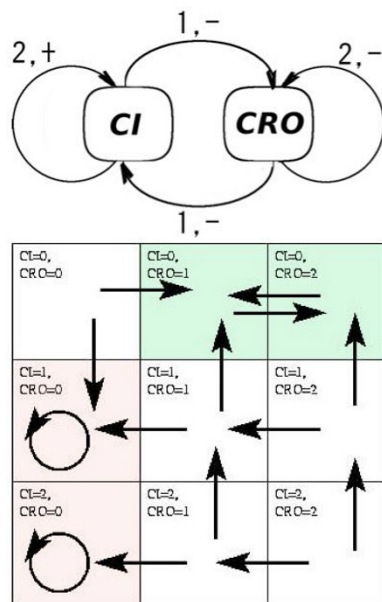 1,-
2,+
2,-
CI
CRO
1,-
CI=0,
CRO=0
CI=0,
CRO=1
CI=0,
CRO=2
CI=1,
CRO=0
CI=1,
CRO=1
CI=1,
CRO=2
CI=2,
CRO=0
CI=2,
CRO=1
CI=2,
CRO=2